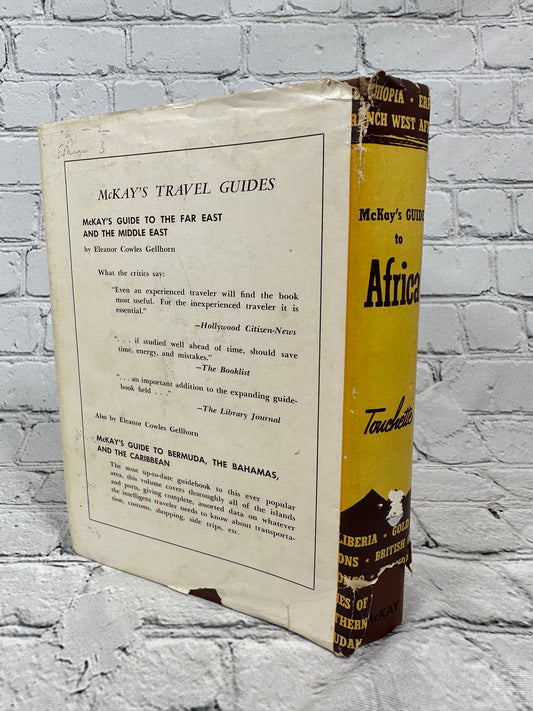 McKAY'S TRAVEL GUIDES
McKAY'S GUIDE TO THE FAR EAST
AND THE MIDDLE EAST
by Eleanor Cowles Gellhorn
What the critics say:
"Even an experienced traveler will find the book
most useful. For the inexperienced traveler it is
essential."
—Hollywood Citizen-News
". . . if studied well ahead of time, should save
time, energy, and mistakes."
—The Booklist
". . . an important addition to the expanding guide-
book field . . ."
—The Library Journal
Also by Eleanor Cowles Gellhorn
McKAY'S GUIDE TO BERMUDA, THE BAHAMAS,
AND THE CARIBBEAN
The most up-to-date guidebook to this ever popular
area, this volume covers thoroughly all of the islands
and ports, giving complete, assorted data on whatever
the intelligent traveler needs to know about transporta-
tion, customs, shopping, side trips, etc.
HIOPIA • ER
RENCH WEST AF
McKay's GUIDE
to
Africa
Touchette
LIBERIA • GOLD
ONS • BRITISH
ES OF
THERN
UDAN
McKAY